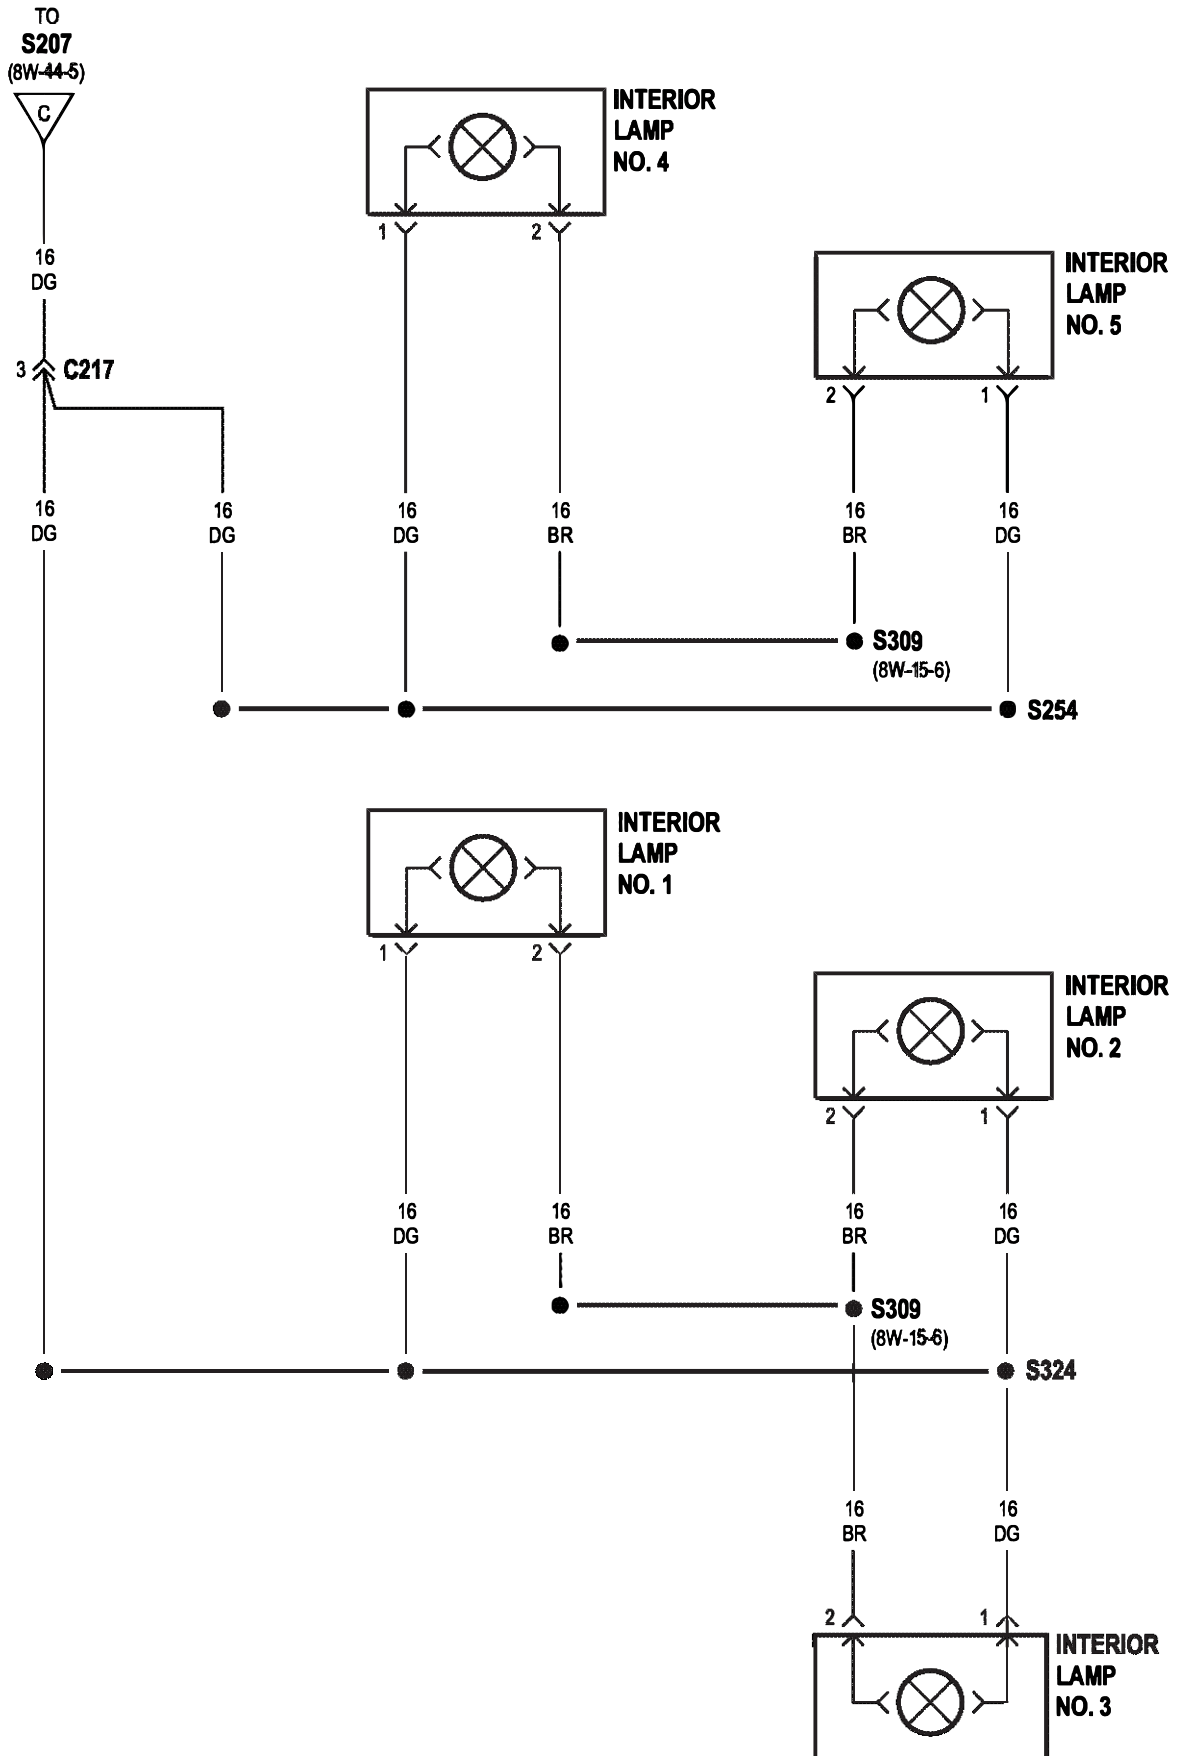 TO
S207
(8W-44-5)
C
INTERIOR
LAMP
NO. 4
1
2
16
DG
INTERIOR
LAMP
NO. 5
3
C217
2
1
16
DG
16
DG
16
DG
16
BR
16
BR
16
DG
S309
(8W-15-6)
S254
INTERIOR
LAMP
NO. 1
1
2
INTERIOR
LAMP
NO. 2
2
1
16
DG
16
BR
16
BR
16
DG
S309
(8W-15-6)
S324
16
BR
16
DG
2
1
INTERIOR
LAMP
NO. 3